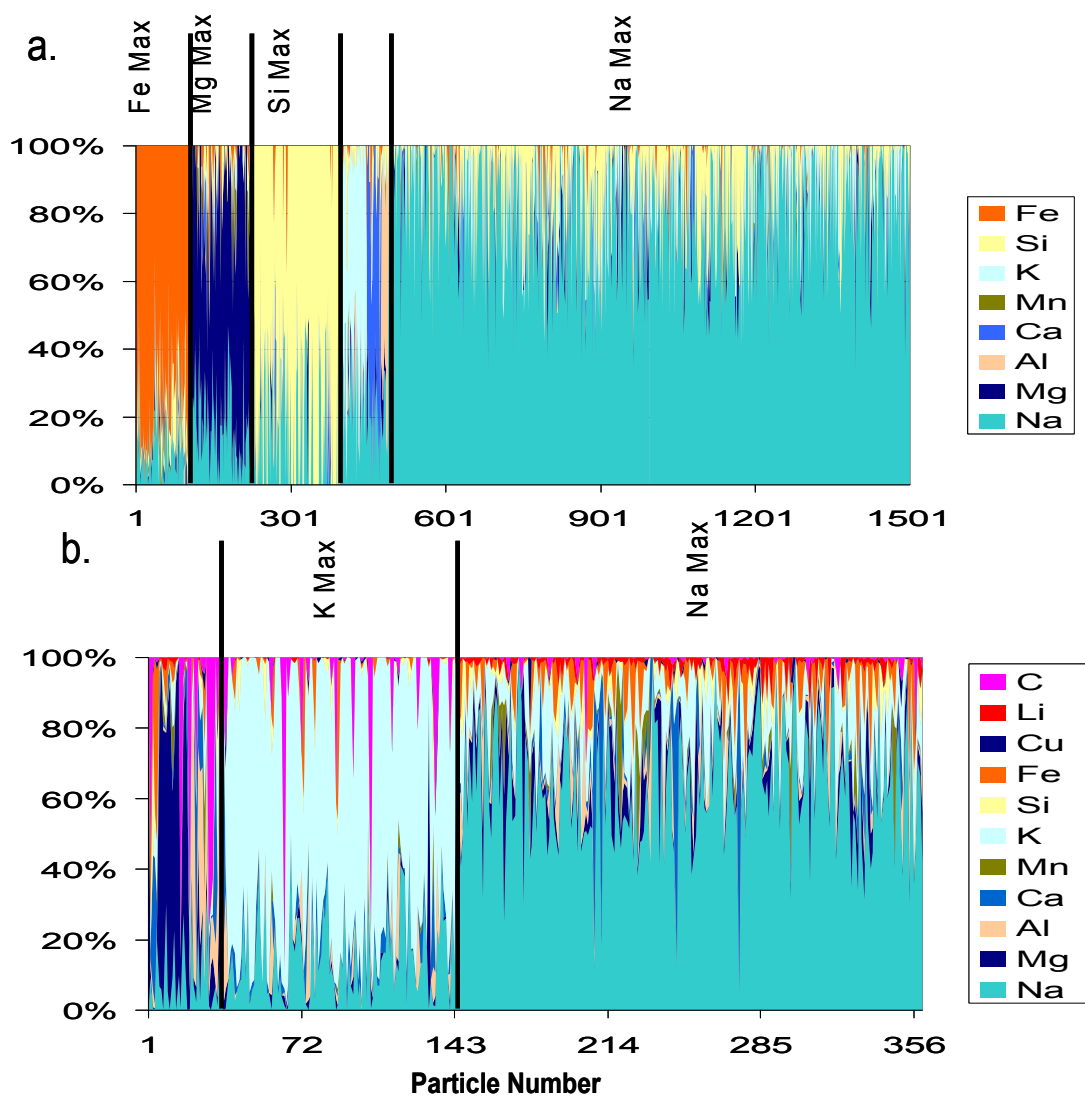 a.
Fe Max
Mg Max
Si Max
Na Max
100%
80%
60%
40%
20%
0%
1
301
601
901
1201
1501
Fe
Si
K
Mn
Ca
Al
Mg
Na
b.
K Max
Na Max
100%
80%
60%
40%
20%
0%
1
72
143
214
285
356
Particle Number
C
Li
Cu
Fe
Si
K
Mn
Ca
Al
Mg
Na